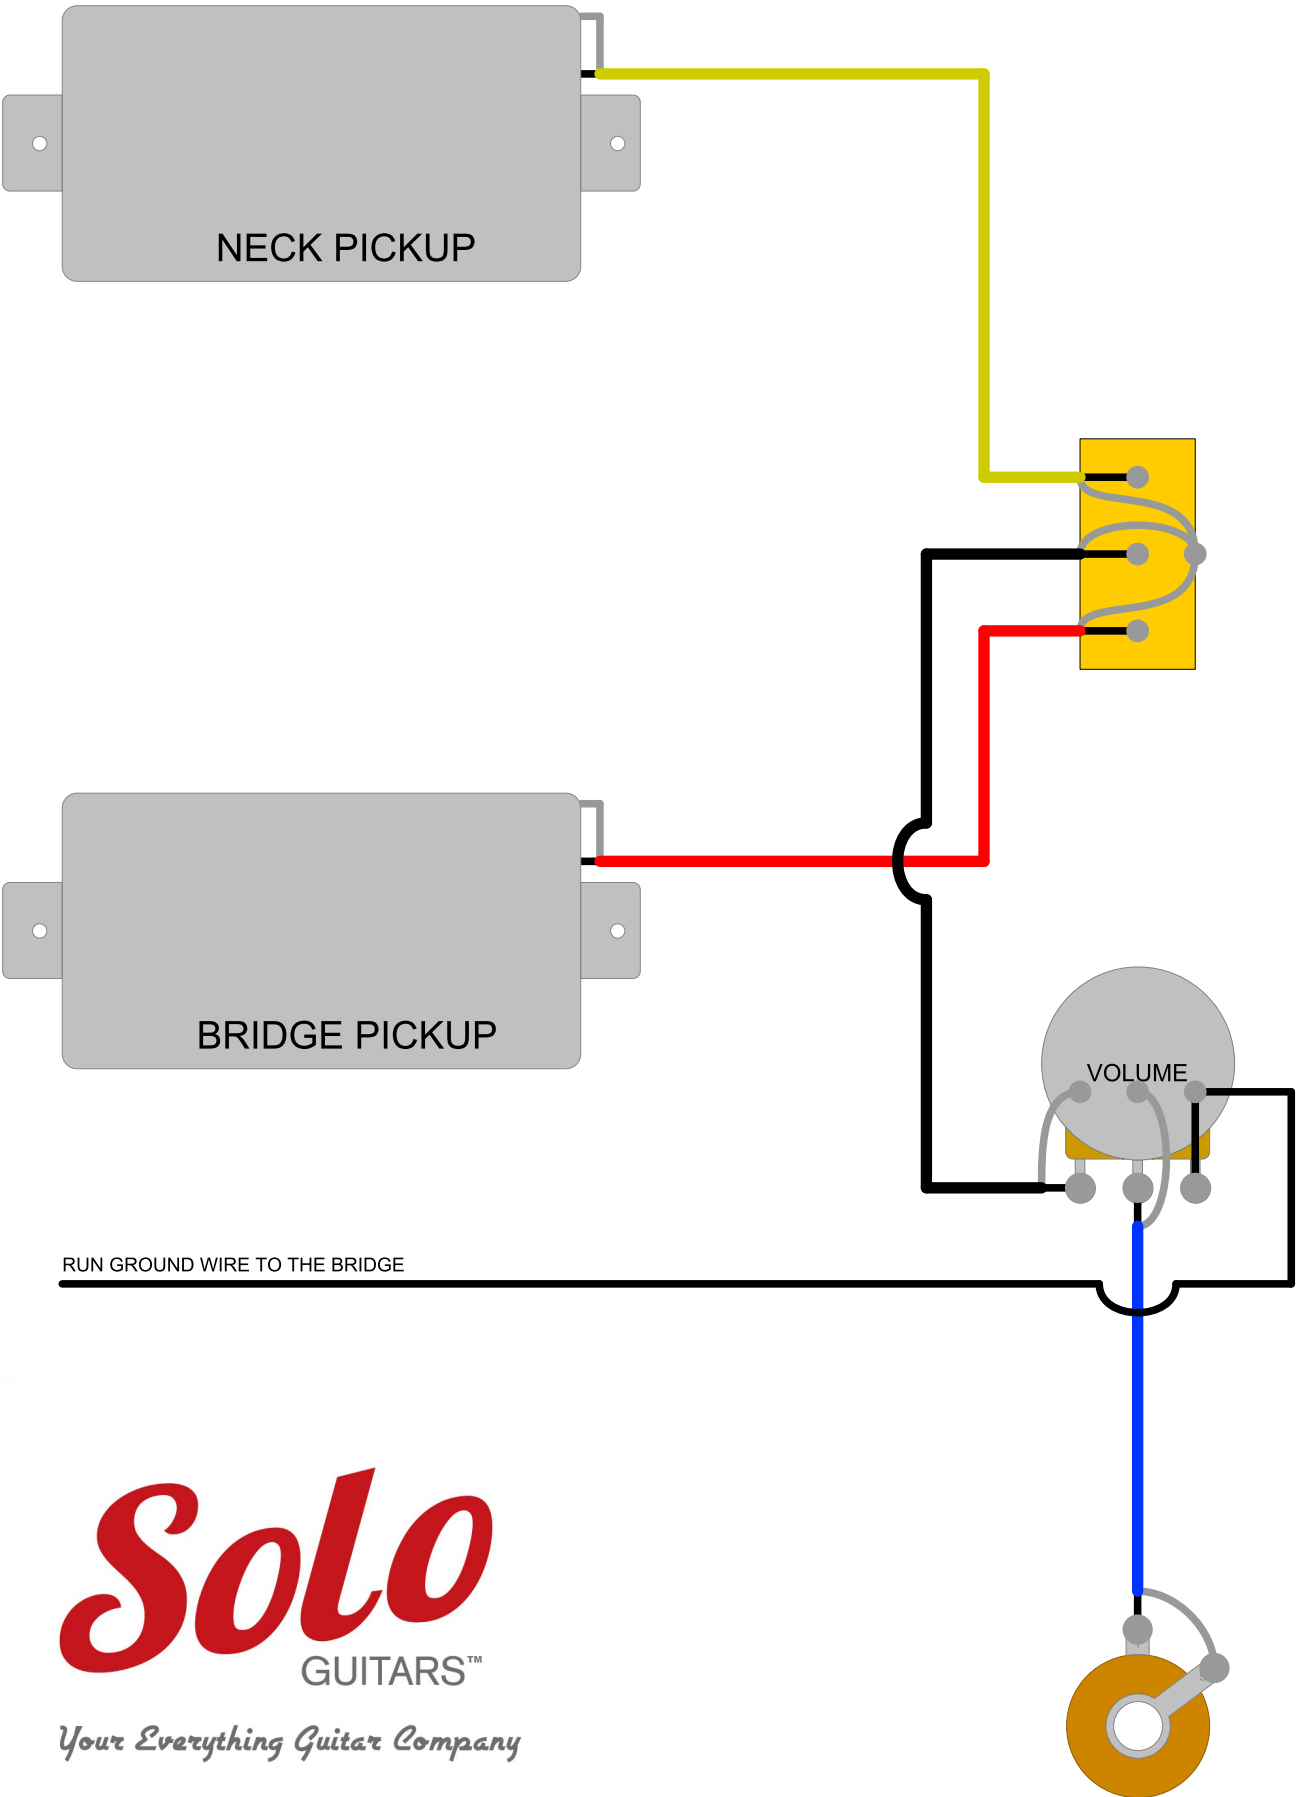 NECK PICKUP
BRIDGE PICKUP
VOLUME
RUN GROUND WIRE TO THE BRIDGE
Solo
GUITARS™
Your Everything Guitar Company